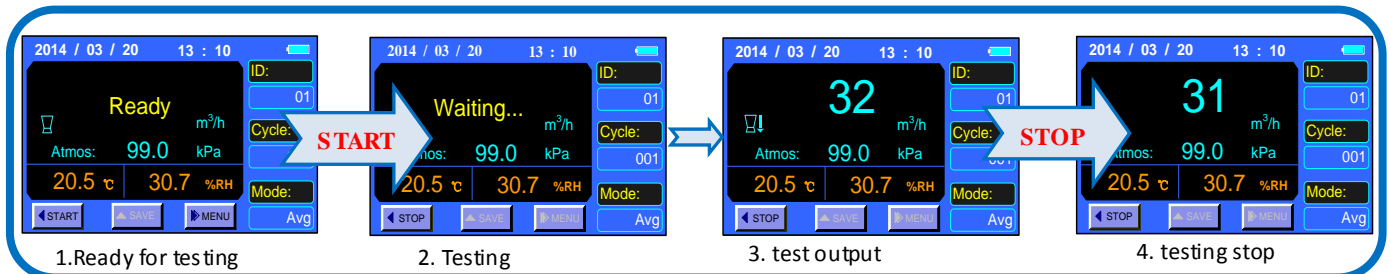 2014 / 03 / 20 13 : 10
ID:
01
Ready
m³/h
Cycle:
Atmos: 99.0 kPa
20.5 ℃ 30.7 %RH
Mode:
Avg
START SAVE MENU
1.Ready for testing
START
2014 / 03 / 20 13 : 10
ID:
01
Waiting...
m³/h
Cycle:
001
99.0 kPa
20.5 ℃ 30.7 %RH
Mode:
Avg
STOP SAVE MENU
2. Testing
2014 / 03 / 20 13 : 10
ID:
01
32
m³/h
Cycle:
001
Atmos: 99.0 kPa
20.5 ℃ 30.7 %RH
Mode:
Avg
STOP SAVE MENU
3. test output
STOP
2014 / 03 / 20 13 : 10
ID:
01
31
m³/h
Cycle:
001
Atmos: 99.0 kPa
20.5 ℃ 30.7 %RH
Mode:
Avg
STOP SAVE MENU
4. testing stop